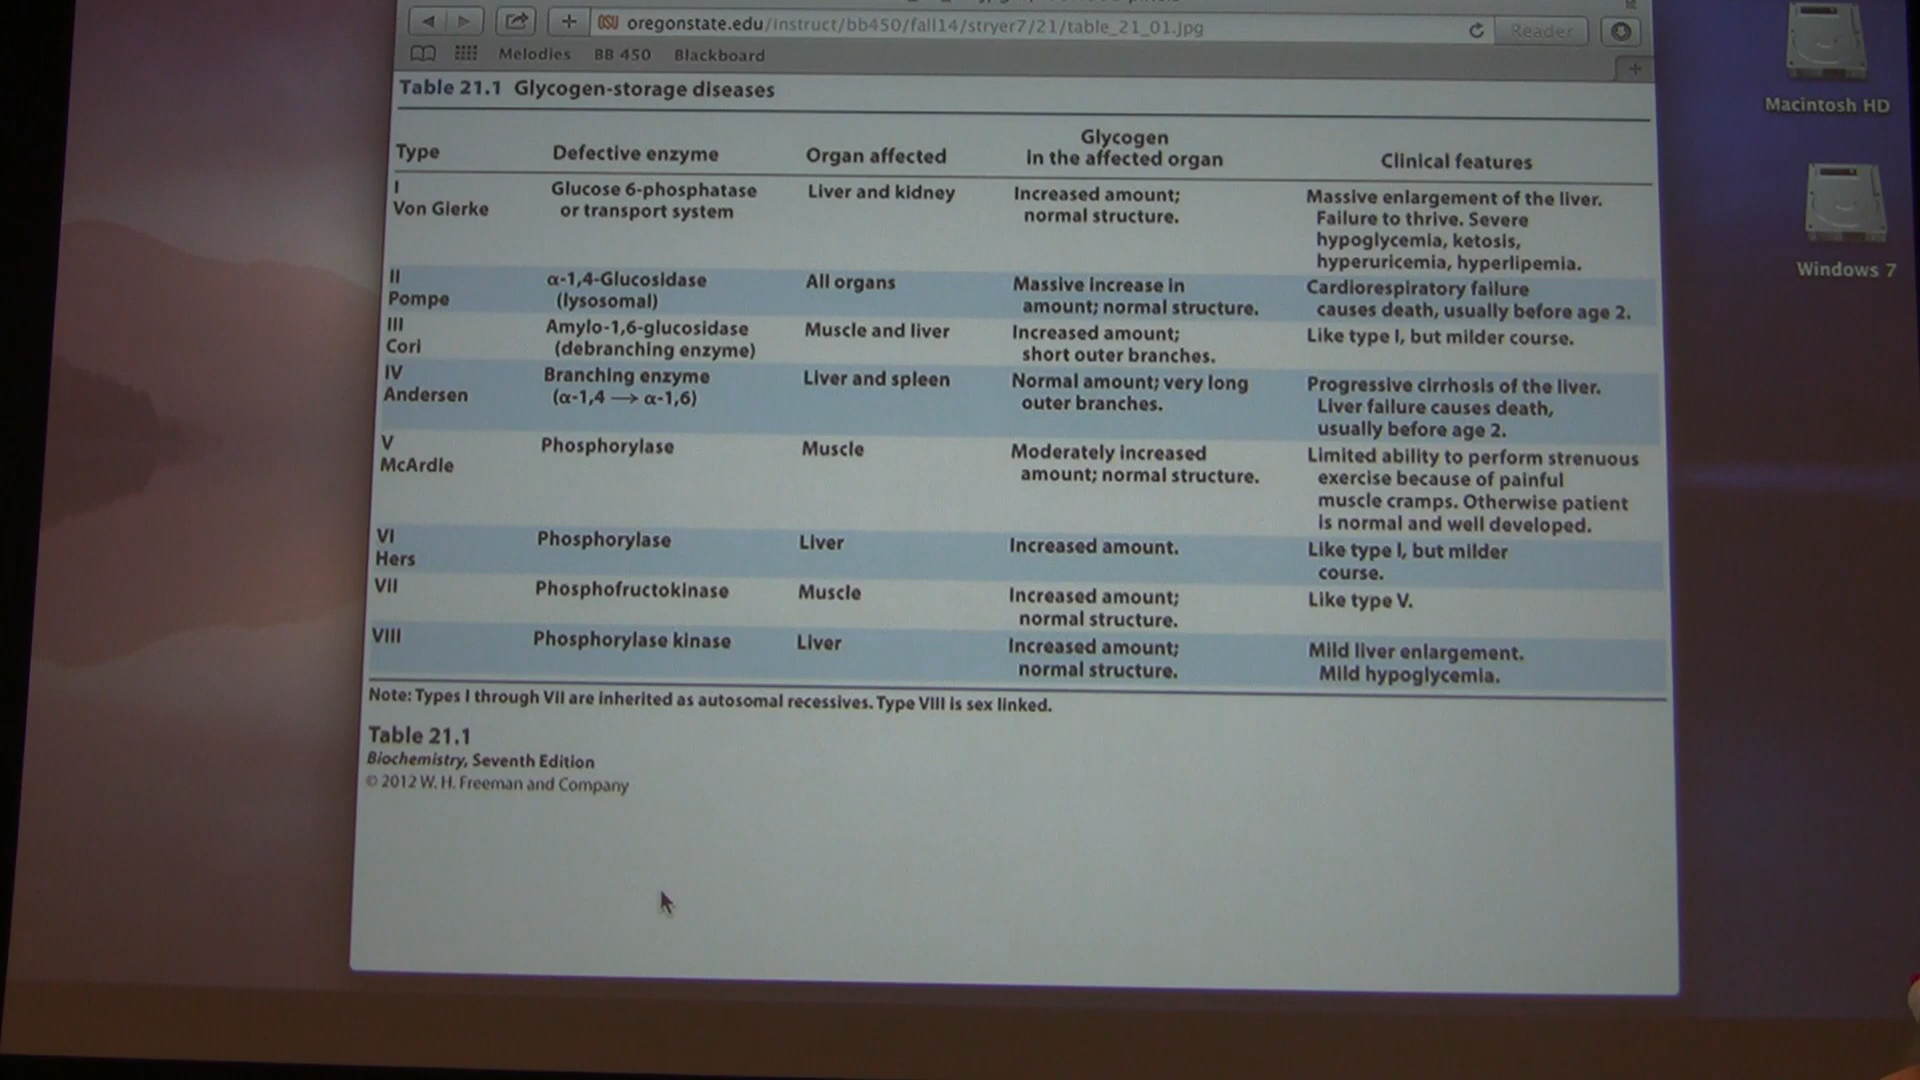 oregonstate.edu/instruct/bb450/fall14/stryer7/21/table_21_01.jpg
Reader
Melodies BB 450 Blackboard
Macintosh HD
Windows 7
Table 21.1 Glycogen-storage diseases
Type Defective enzyme Organ affected Glycogen in the affected organ Clinical features
I Glucose 6-phosphatase Liver and kidney Increased amount; Massive enlargement of the liver.
Von Gierke or transport system normal structure. Failure to thrive. Severe
hypoglycemia, ketosis,
hyperuricemia, hyperlipemia.
II α-1,4-Glucosidase All organs Massive increase in Cardiorespiratory failure
Pompe (lysosomal) amount; normal structure. causes death, usually before age 2.
III Amylo-1,6-glucosidase Muscle and liver Increased amount; Like type I, but milder course.
Cori (debranching enzyme) short outer branches.
IV Branching enzyme Liver and spleen Normal amount; very long Progressive cirrhosis of the liver.
Andersen (α-1,4 ⟶ α-1,6) outer branches. Liver failure causes death,
usually before age 2.
V Phosphorylase Muscle Moderately increased Limited ability to perform strenuous
McArdle amount; normal structure. exercise because of painful
muscle cramps. Otherwise patient
is normal and well developed.
VI Phosphorylase Liver Increased amount. Like type I, but milder
Hers course.
VII Phosphofructokinase Muscle Increased amount; Like type V.
normal structure.
VIII Phosphorylase kinase Liver Increased amount; Mild liver enlargement.
normal structure. Mild hypoglycemia.
Note: Types I through VII are inherited as autosomal recessives. Type VIII is sex linked.
Table 21.1
Biochemistry, Seventh Edition
© 2012 W. H. Freeman and Company